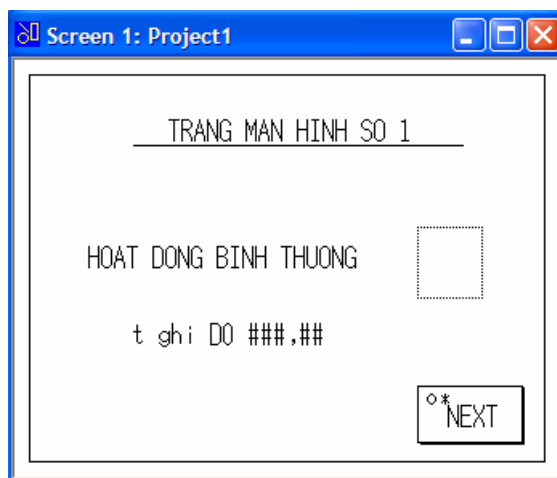 Screen 1: Project1
TRANG MAN HINH SO 1
HOAT DONG BINH THUONG
t ghi D0 ###.##
°*NEXT